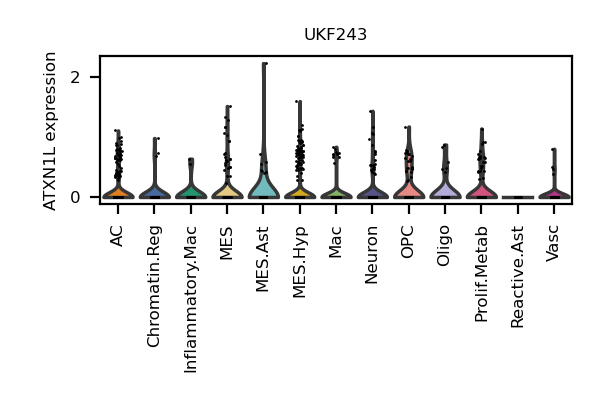 UKF243
ATXN1L expression
2
0
AC
Chromatin.Reg
Inflammatory.Mac
MES
MES.Ast
MES.Hyp
Mac
Neuron
OPC
Oligo
Prolif.Metab
Reactive.Ast
Vasc